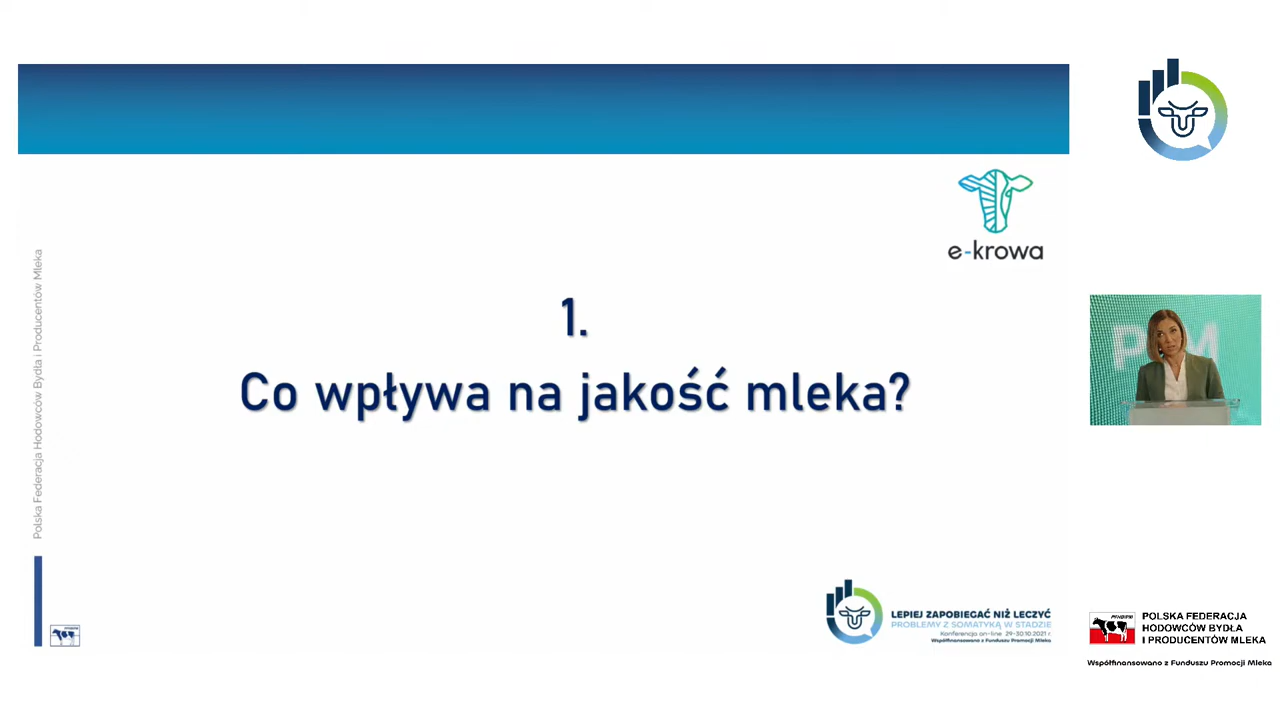 e-krowa
1.
Co wpływa na jakość mleka?
Polska Federacja Hodowców Bydła i Producentów Mleka
LEPIEJ ZAPOBIEGAĆ NIŻ LECZYĆ
PROBLEMY Z SOMATYKĄ W STADZIE
Konferencja on-line 29-30.10.2021 r.
Współfinansowano z Funduszu Promocji Mleka
POLSKA FEDERACJA
HODOWCÓW BYDŁA
I PRODUCENTÓW MLEKA
Współfinansowano z Funduszu Promocji Mleka